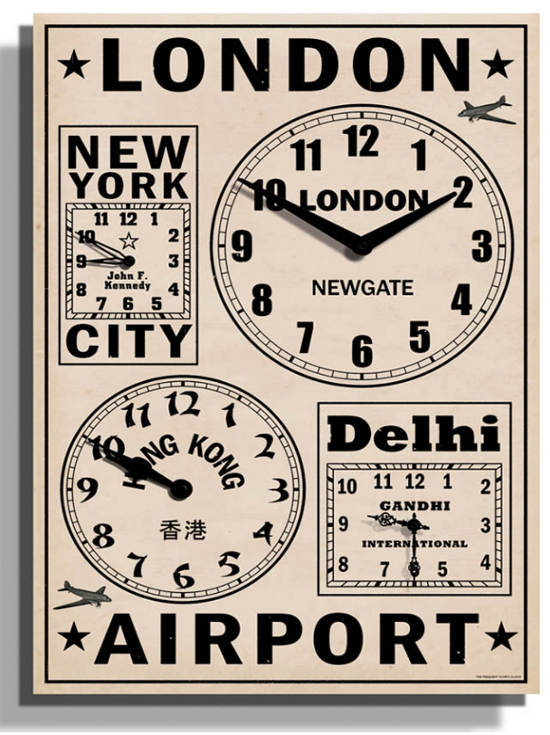 LONDON
NEW
YORK
11 12 1
10 2
9 3
8 4
7 6 5
John F.
Kennedy
CITY
12
11 1
10 2
LONDON
9 3
NEWGATE
8 4
7 5
6
12
11 1
10 2
HONG KONG
9 3
香港
8 4
7 5
6
Delhi
10 11 12 1 2
GANDHI
9 3
INTERNATIONAL
8 7 5 4
AIRPORT